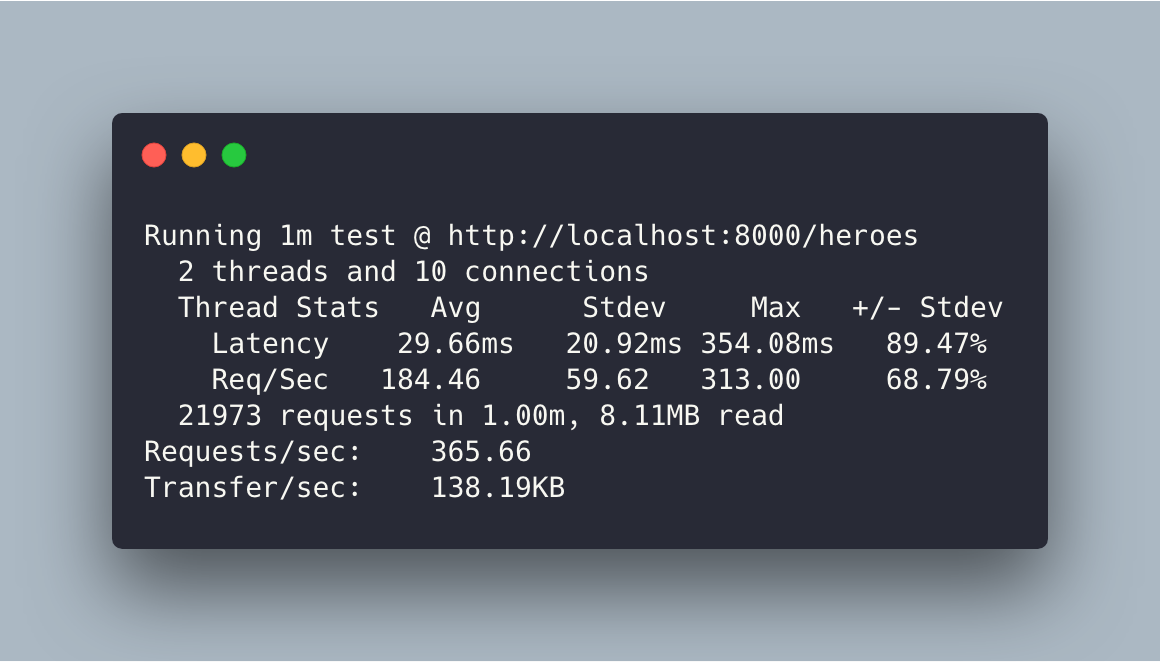 Running 1m test @ http://localhost:8000/heroes
  2 threads and 10 connections
  Thread Stats   Avg      Stdev     Max   +/- Stdev
    Latency    29.66ms   20.92ms 354.08ms   89.47%
    Req/Sec   184.46     59.62   313.00     68.79%
  21973 requests in 1.00m, 8.11MB read
Requests/sec:    365.66
Transfer/sec:    138.19KB